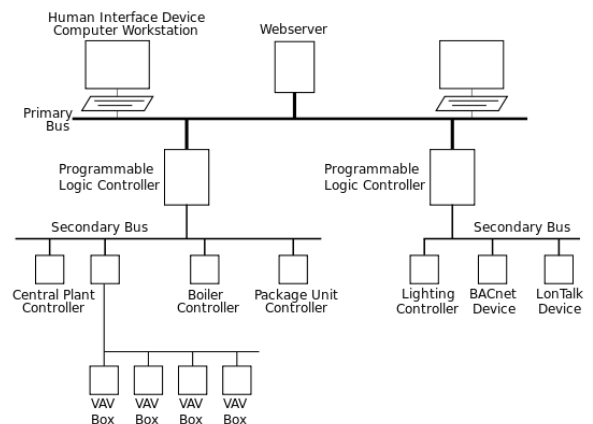 Human Interface Device
Computer Workstation
Webserver
Primary
Bus
Programmable
Logic Controller
Programmable
Logic Controller
Secondary Bus
Secondary Bus
Central Plant
Controller
Boiler
Controller
Package Unit
Controller
Lighting
Controller
BACnet
Device
LonTalk
Device
VAV
Box
VAV
Box
VAV
Box
VAV
Box